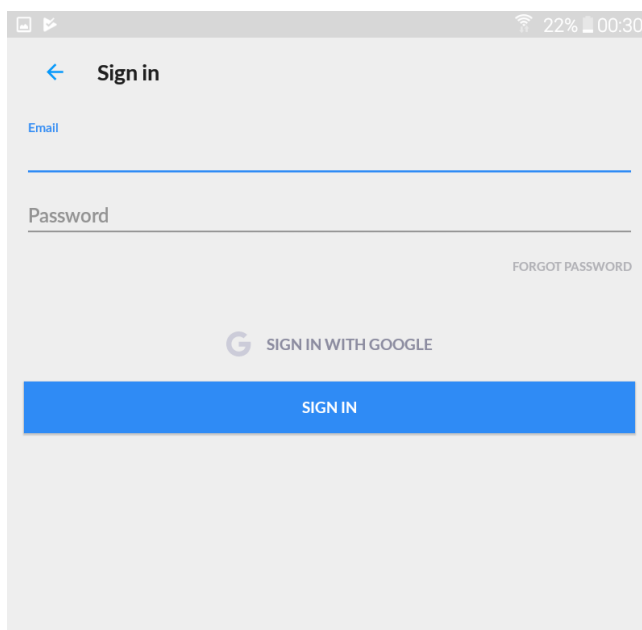 22% 00:30
Sign in
Email
Password
FORGOT PASSWORD
G SIGN IN WITH GOOGLE
SIGN IN